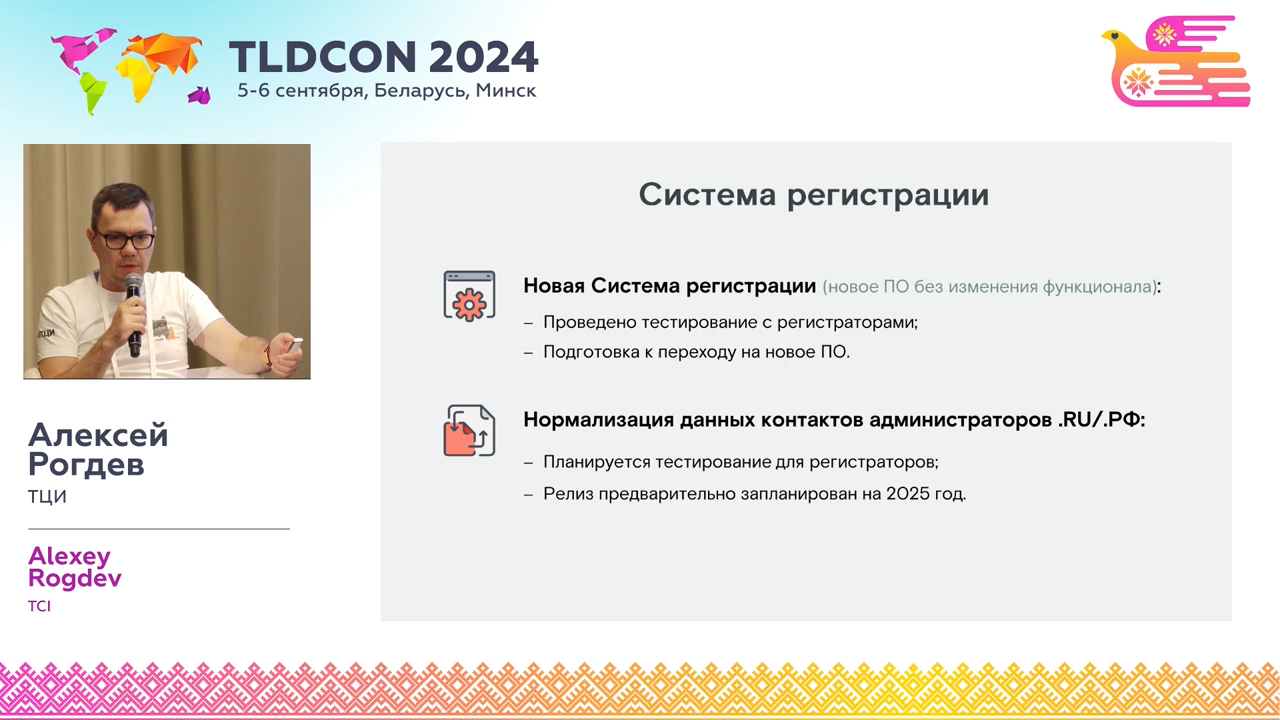 TLDCON 2024
5-6 сентября, Беларусь, Минск
Система регистрации
Новая Система регистрации (новое ПО без изменения функционала):
– Проведено тестирование с регистраторами;
– Подготовка к переходу на новое ПО.
Нормализация данных контактов администраторов .RU/.РФ:
– Планируется тестирование для регистраторов;
– Релиз предварительно запланирован на 2025 год.
Алексей
Рогдев
ТЦИ
Alexey
Rogdev
TCI